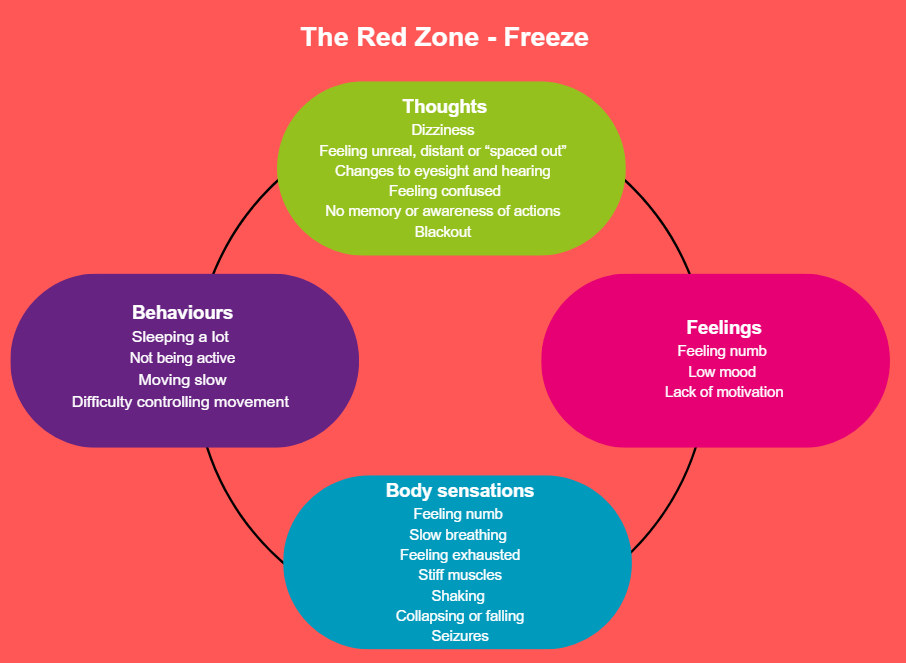 The Red Zone - Freeze
Thoughts
Dizziness
Feeling unreal, distant or “spaced out”
Changes to eyesight and hearing
Feeling confused
No memory or awareness of actions
Blackout
Behaviours
Sleeping a lot
Not being active
Moving slow
Difficulty controlling movement
Feelings
Feeling numb
Low mood
Lack of motivation
Body sensations
Feeling numb
Slow breathing
Feeling exhausted
Stiff muscles
Shaking
Collapsing or falling
Seizures